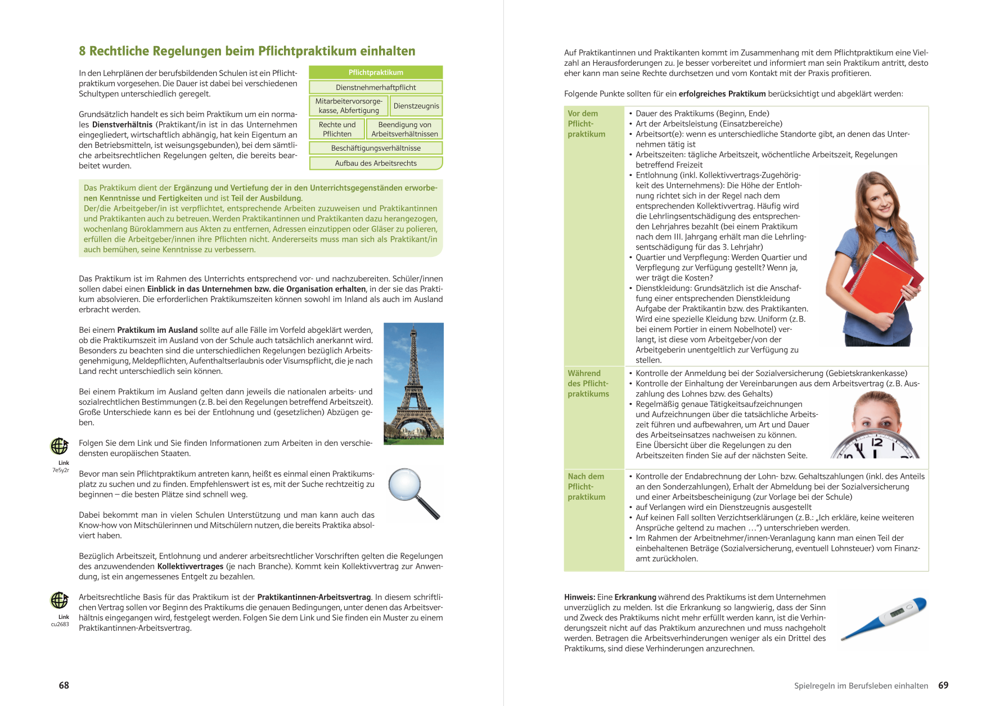 8 Rechtliche Regelungen beim Pflichtpraktikum einhalten
In den Lehrplänen der berufsbildenden Schulen ist ein Pflicht-
praktikum vorgesehen. Die Dauer ist dabei bei verschiedenen
Schultypen unterschiedlich geregelt.
Grundsätzlich handelt es sich beim Praktikum um ein norma-
les Dienstverhältnis (Praktikant/in ist in das Unternehmen
eingegliedert, wirtschaftlich abhängig, hat kein Eigentum an
den Betriebsmitteln, ist weisungsgebunden), bei dem sämtli-
che arbeitsrechtlichen Regelungen gelten, die bereits bear-
beitet wurden.
Pflichtpraktikum
Dienstnehmerhaftpflicht
Mitarbeitervorsorge-
kasse, Abfertigung
Dienstzeugnis
Rechte und
Pflichten
Beendigung von
Arbeitsverhältnissen
Beschäftigungsverhältnisse
Aufbau des Arbeitsrechts
Das Praktikum dient der Ergänzung und Vertiefung der in den Unterrichtsgegenständen erworbe-
nen Kenntnisse und Fertigkeiten und ist Teil der Ausbildung.
Der/die Arbeitgeber/in ist verpflichtet, entsprechende Arbeiten zuzuweisen und Praktikantinnen
und Praktikanten auch zu betreuen. Werden Praktikantinnen und Praktikanten dazu herangezogen,
wochenlang Büroklammern aus Akten zu entfernen, Adressen einzutippen oder Gläser zu polieren,
erfüllen die Arbeitgeber/innen ihre Pflichten nicht. Andererseits muss man sich als Praktikant/in
auch bemühen, seine Kenntnisse zu verbessern.
Das Praktikum ist im Rahmen des Unterrichts entsprechend vor- und nachzubereiten. Schüler/innen
sollen dabei einen Einblick in das Unternehmen bzw. die Organisation erhalten, in der sie das Prakti-
kum absolvieren. Die erforderlichen Praktikumszeiten können sowohl im Inland als auch im Ausland
erbracht werden.
Bei einem Praktikum im Ausland sollte auf alle Fälle im Vorfeld abgeklärt werden,
ob die Praktikumszeit im Ausland von der Schule auch tatsächlich anerkannt wird.
Besonders zu beachten sind die unterschiedlichen Regelungen bezüglich Arbeits-
genehmigung, Meldepflichten, Aufenthaltserlaubnis oder Visumspflicht, die je nach
Land recht unterschiedlich sein können.
Bei einem Praktikum im Ausland gelten dann jeweils die nationalen arbeits- und
sozialrechtlichen Bestimmungen (z.B. bei den Regelungen betreffend Arbeitszeit).
Große Unterschiede kann es bei der Entlohnung und (gesetzlichen) Abzügen ge-
ben.
Link
7e5y2r
Folgen Sie dem Link und Sie finden Informationen zum Arbeiten in den verschie-
densten europäischen Staaten.
Bevor man sein Pflichtpraktikum antreten kann, heißt es einmal einen Praktikums-
platz zu suchen und zu finden. Empfehlenswert ist es, mit der Suche rechtzeitig zu
beginnen – die besten Plätze sind schnell weg.
Dabei bekommt man in vielen Schulen Unterstützung und man kann auch das
Know-how von Mitschülerinnen und Mitschülern nutzen, die bereits Praktika absol-
viert haben.
Bezüglich Arbeitszeit, Entlohnung und anderer arbeitsrechtlicher Vorschriften gelten die Regelungen
des anzuwendenden Kollektivvertrages (je nach Branche). Kommt kein Kollektivvertrag zur Anwen-
dung, ist ein angemessenes Entgelt zu bezahlen.
Link
cu2683
Arbeitsrechtliche Basis für das Praktikum ist der Praktikantinnen-Arbeitsvertrag. In diesem schriftli-
chen Vertrag sollen vor Beginn des Praktikums die genauen Bedingungen, unter denen das Arbeitsver-
hältnis eingegangen wird, festgelegt werden. Folgen Sie dem Link und Sie finden ein Muster zu einem
Praktikantinnen-Arbeitsvertrag.
68
Auf Praktikantinnen und Praktikanten kommt im Zusammenhang mit dem Pflichtpraktikum eine Viel-
zahl an Herausforderungen zu. Je besser vorbereitet und informiert man sein Praktikum antritt, desto
eher kann man seine Rechte durchsetzen und vom Kontakt mit der Praxis profitieren.
Folgende Punkte sollten für ein erfolgreiches Praktikum berücksichtigt und abgeklärt werden:
Vor dem
Pflicht-
praktikum
• Dauer des Praktikums (Beginn, Ende)
• Art der Arbeitsleistung (Einsatzbereiche)
• Arbeitsort(e): wenn es unterschiedliche Standorte gibt, an denen das Unter-
nehmen tätig ist
• Arbeitszeiten: tägliche Arbeitszeit, wöchentliche Arbeitszeit, Regelungen
betreffend Freizeit
• Entlohnung (inkl. Kollektivvertrags-Zugehörig-
keit des Unternehmens): Die Höhe der Entloh-
nung richtet sich in der Regel nach dem
entsprechenden Kollektivvertrag. Häufig wird
die Lehrlingsentschädigung des entsprechen-
den Lehrjahres bezahlt (bei einem Praktikum
nach dem III. Jahrgang erhält man die Lehrling-
sentschädigung für das 3. Lehrjahr)
• Quartier und Verpflegung: Werden Quartier und
Verpflegung zur Verfügung gestellt? Wenn ja,
wer trägt die Kosten?
• Dienstkleidung: Grundsätzlich ist die Anschaf-
fung einer entsprechenden Dienstkleidung
Aufgabe der Praktikantin bzw. des Praktikanten.
Wird eine spezielle Kleidung bzw. Uniform (z.B.
bei einem Portier in einem Nobelhotel) ver-
langt, ist diese vom Arbeitgeber/von der
Arbeitgeberin unentgeltlich zur Verfügung zu
stellen.
Während
des Pflicht-
praktikums
• Kontrolle der Anmeldung bei der Sozialversicherung (Gebietskrankenkasse)
• Kontrolle der Einhaltung der Vereinbarungen aus dem Arbeitsvertrag (z.B. Aus-
zahlung des Lohnes bzw. des Gehalts)
• Regelmäßig genaue Tätigkeitsaufzeichnungen
und Aufzeichnungen über die tatsächliche Arbeits-
zeit führen und aufbewahren, um Art und Dauer
des Arbeitseinsatzes nachweisen zu können.
Eine Übersicht über die Regelungen zu den
Arbeitszeiten finden Sie auf der nächsten Seite.
11 12 1
Nach dem
Pflicht-
praktikum
• Kontrolle der Endabrechnung der Lohn- bzw. Gehaltszahlungen (inkl. des Anteils
an den Sonderzahlungen), Erhalt der Abmeldung bei der Sozialversicherung
und einer Arbeitsbescheinigung (zur Vorlage bei der Schule)
• auf Verlangen wird ein Dienstzeugnis ausgestellt
• Auf keinen Fall sollten Verzichtserklärungen (z.B.: „Ich erkläre, keine weiteren
Ansprüche geltend zu machen …“) unterschrieben werden.
• Im Rahmen der Arbeitnehmer/innen-Veranlagung kann man einen Teil der
einbehaltenen Beträge (Sozialversicherung, eventuell Lohnsteuer) vom Finanz-
amt zurückholen.
Hinweis: Eine Erkrankung während des Praktikums ist dem Unternehmen
unverzüglich zu melden. Ist die Erkrankung so langwierig, dass der Sinn
und Zweck des Praktikums nicht mehr erfüllt werden kann, ist die Verhin-
derungszeit nicht auf das Praktikum anzurechnen und muss nachgeholt
werden. Betragen die Arbeitsverhinderungen weniger als ein Drittel des
Praktikums, sind diese Verhinderungen anzurechnen.
Spielregeln im Berufsleben einhalten 69